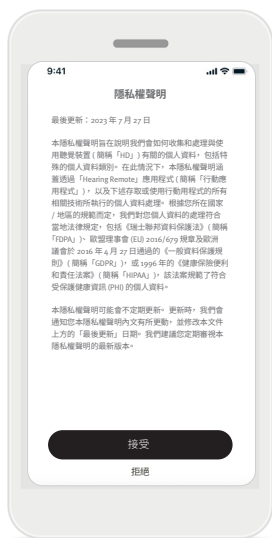 9:41
隱私權聲明
最後更新：2023 年 7 月 27 日
本隱私權聲明旨在說明我們會如何收集和處理與使
用聽覺裝置 ( 簡稱「HD」) 有關的個人資料，包括特
殊的個人資料類別。在此情況下，本隱私權聲明涵
蓋透過「Hearing Remote」應用程式 ( 簡稱「行動應
用程式」)，以及下述存取或使用行動應用程式的所有
相關技術所執行的個人資料處理。根據您所在國家
/ 地區的規範而定，我們對您個人資料的處理符合
當地法律規定，包括《瑞士聯邦資料保護法》( 簡稱
「FDPA」)、歐盟理事會 (EU) 2016/679 規章及歐洲
議會於 2016 年 4 月 27 日通過的《一般資料保護規
則》( 簡稱「GDPR」)，或 1996 年的《健康保險便利
和責任法案》( 簡稱「HIPAA」)，該法案規範了符合
受保護健康資訊 (PHI) 的個人資料。
本隱私權聲明可能會不定期更新。更新時，我們會
通知您本隱私權聲明內文有所更動，並修改本文件
上方的「最後更新」日期。我們建議您定期審視本
隱私權聲明的最新版本。
接受
拒絕